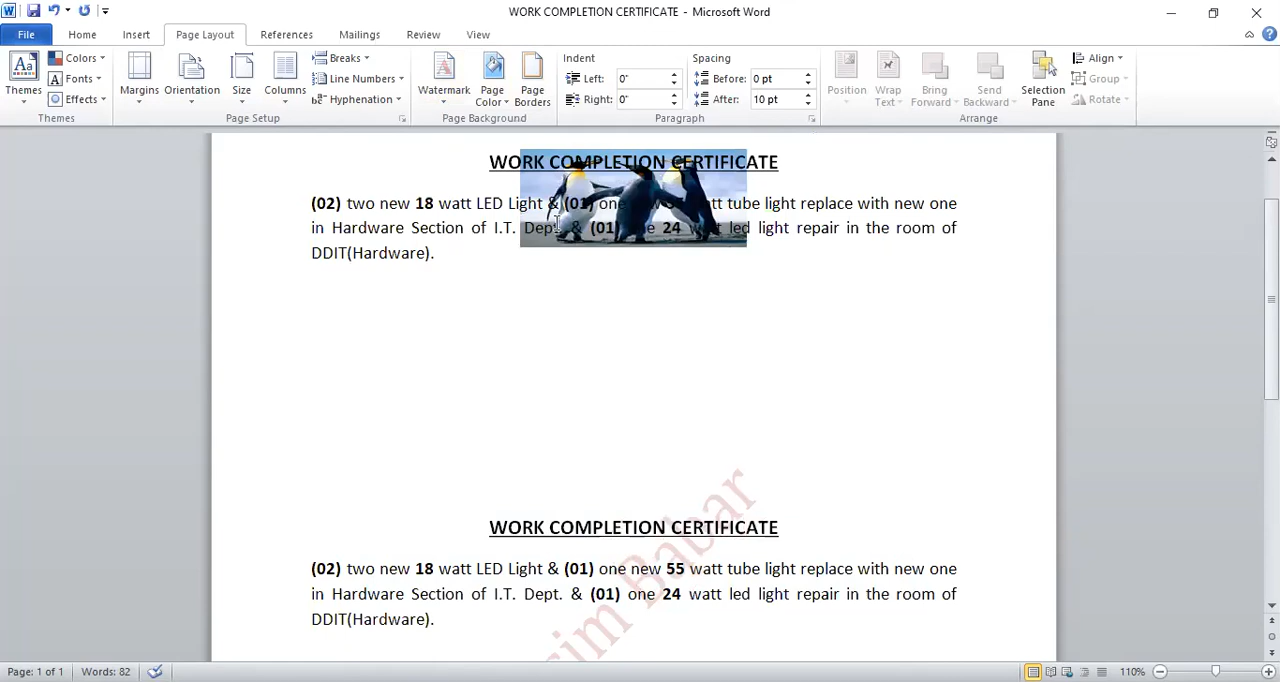 WORK COMPLETION CERTIFICATE - Microsoft Word
File Home Insert Page Layout References Mailings Review View
Themes
Colors
Fonts
Effects
Themes
Margins
Orientation
Size
Columns
Breaks
Line Numbers
Hyphenation
Page Setup
Watermark
Page Color
Page Borders
Page Background
Indent
Left: 0"
Right: 0"
Spacing
Before: 0 pt
After: 10 pt
Paragraph
Position
Wrap Text
Bring Forward
Send Backward
Selection Pane
Align
Group
Rotate
Arrange
WORK COMPLETION CERTIFICATE
(02) two new 18 watt LED Light & (01) one new watt tube light replace with new one
in Hardware Section of I.T. Dept. & (01) one 24 watt led light repair in the room of
DDIT(Hardware).
WORK COMPLETION CERTIFICATE
(02) two new 18 watt LED Light & (01) one new 55 watt tube light replace with new one
in Hardware Section of I.T. Dept. & (01) one 24 watt led light repair in the room of
DDIT(Hardware).
sim Babar
Page: 1 of 1 Words: 82 110%